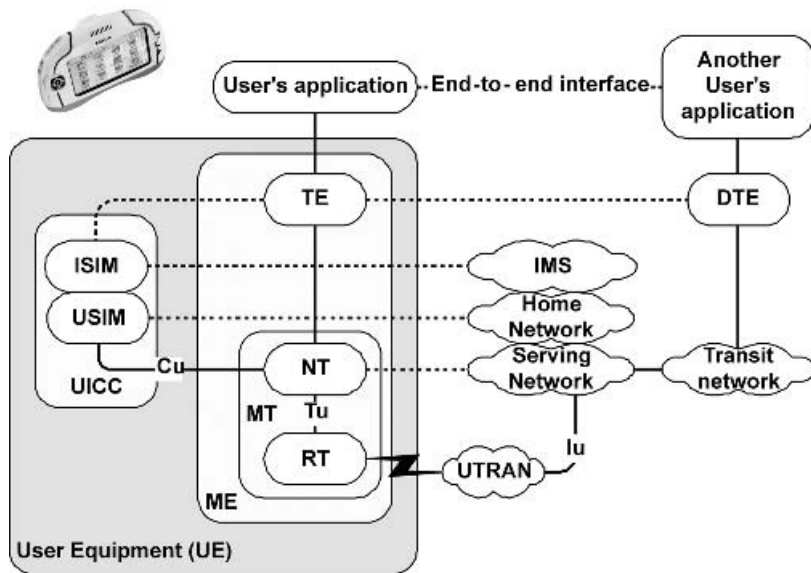 User's application
End-to-end interface
Another
User's
application
TE
DTE
ISIM
IMS
USIM
Home
Network
UICC
Cu
NT
Serving
Network
Transit
network
MT
Tu
Iu
RT
UTRAN
ME
User Equipment (UE)